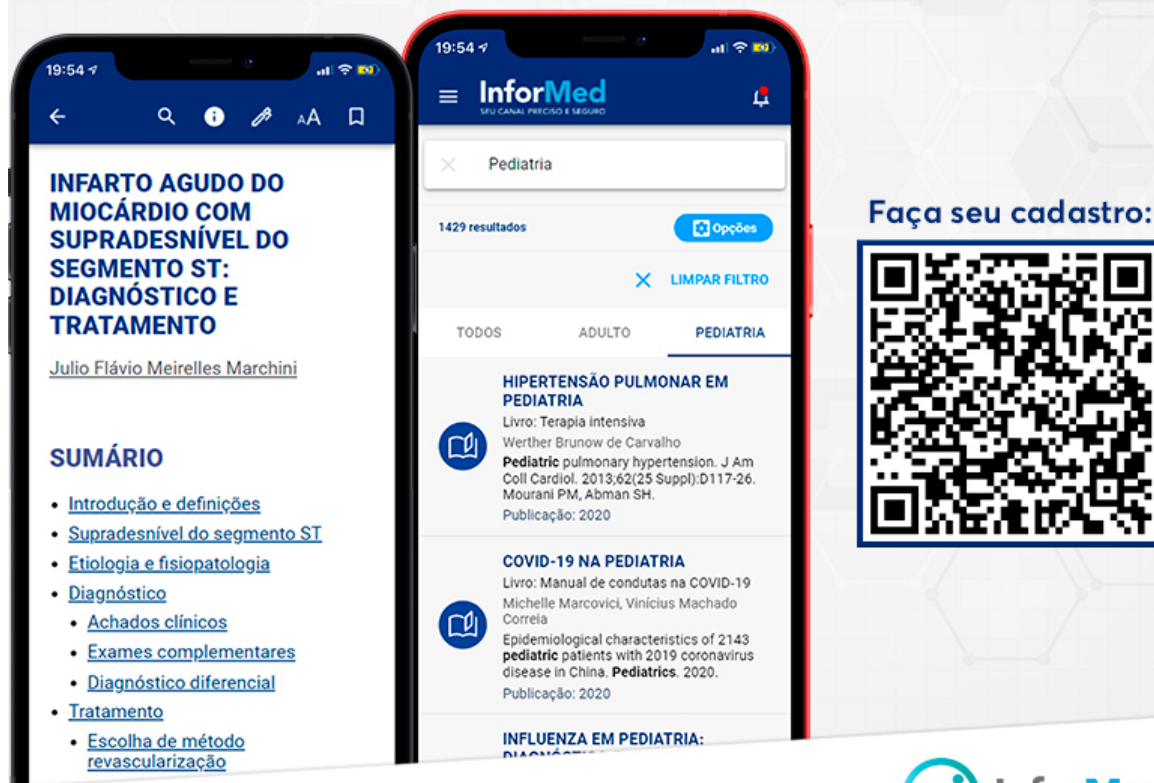 19:54
INFARTO AGUDO DO
MIOCÁRDIO COM
SUPRADESNÍVEL DO
SEGMENTO ST:
DIAGNÓSTICO E
TRATAMENTO
Julio Flávio Meirelles Marchini
SUMÁRIO
• Introdução e definições
• Supradesnível do segmento ST
• Etiologia e fisiopatologia
• Diagnóstico
• Achados clínicos
• Exames complementares
• Diagnóstico diferencial
• Tratamento
• Escolha de método
revascularização
19:54
InforMed
SEU CANAL PRECISO E SEGURO
Pediatria
1429 resultados
Opções
LIMPAR FILTRO
TODOS ADULTO PEDIATRIA
HIPERTENSÃO PULMONAR EM
PEDIATRIA
Livro: Terapia intensiva
Werther Brunow de Carvalho
Pediatric pulmonary hypertension. J Am
Coll Cardiol. 2013;62(25 Suppl):D117-26.
Mourani PM, Abman SH.
Publicação: 2020
COVID-19 NA PEDIATRIA
Livro: Manual de condutas na COVID-19
Michelle Marcovici, Vinícius Machado
Correia
Epidemiological characteristics of 2143
pediatric patients with 2019 coronavirus
disease in China. Pediatrics. 2020.
Publicação: 2020
INFLUENZA EM PEDIATRIA:
Faça seu cadastro: